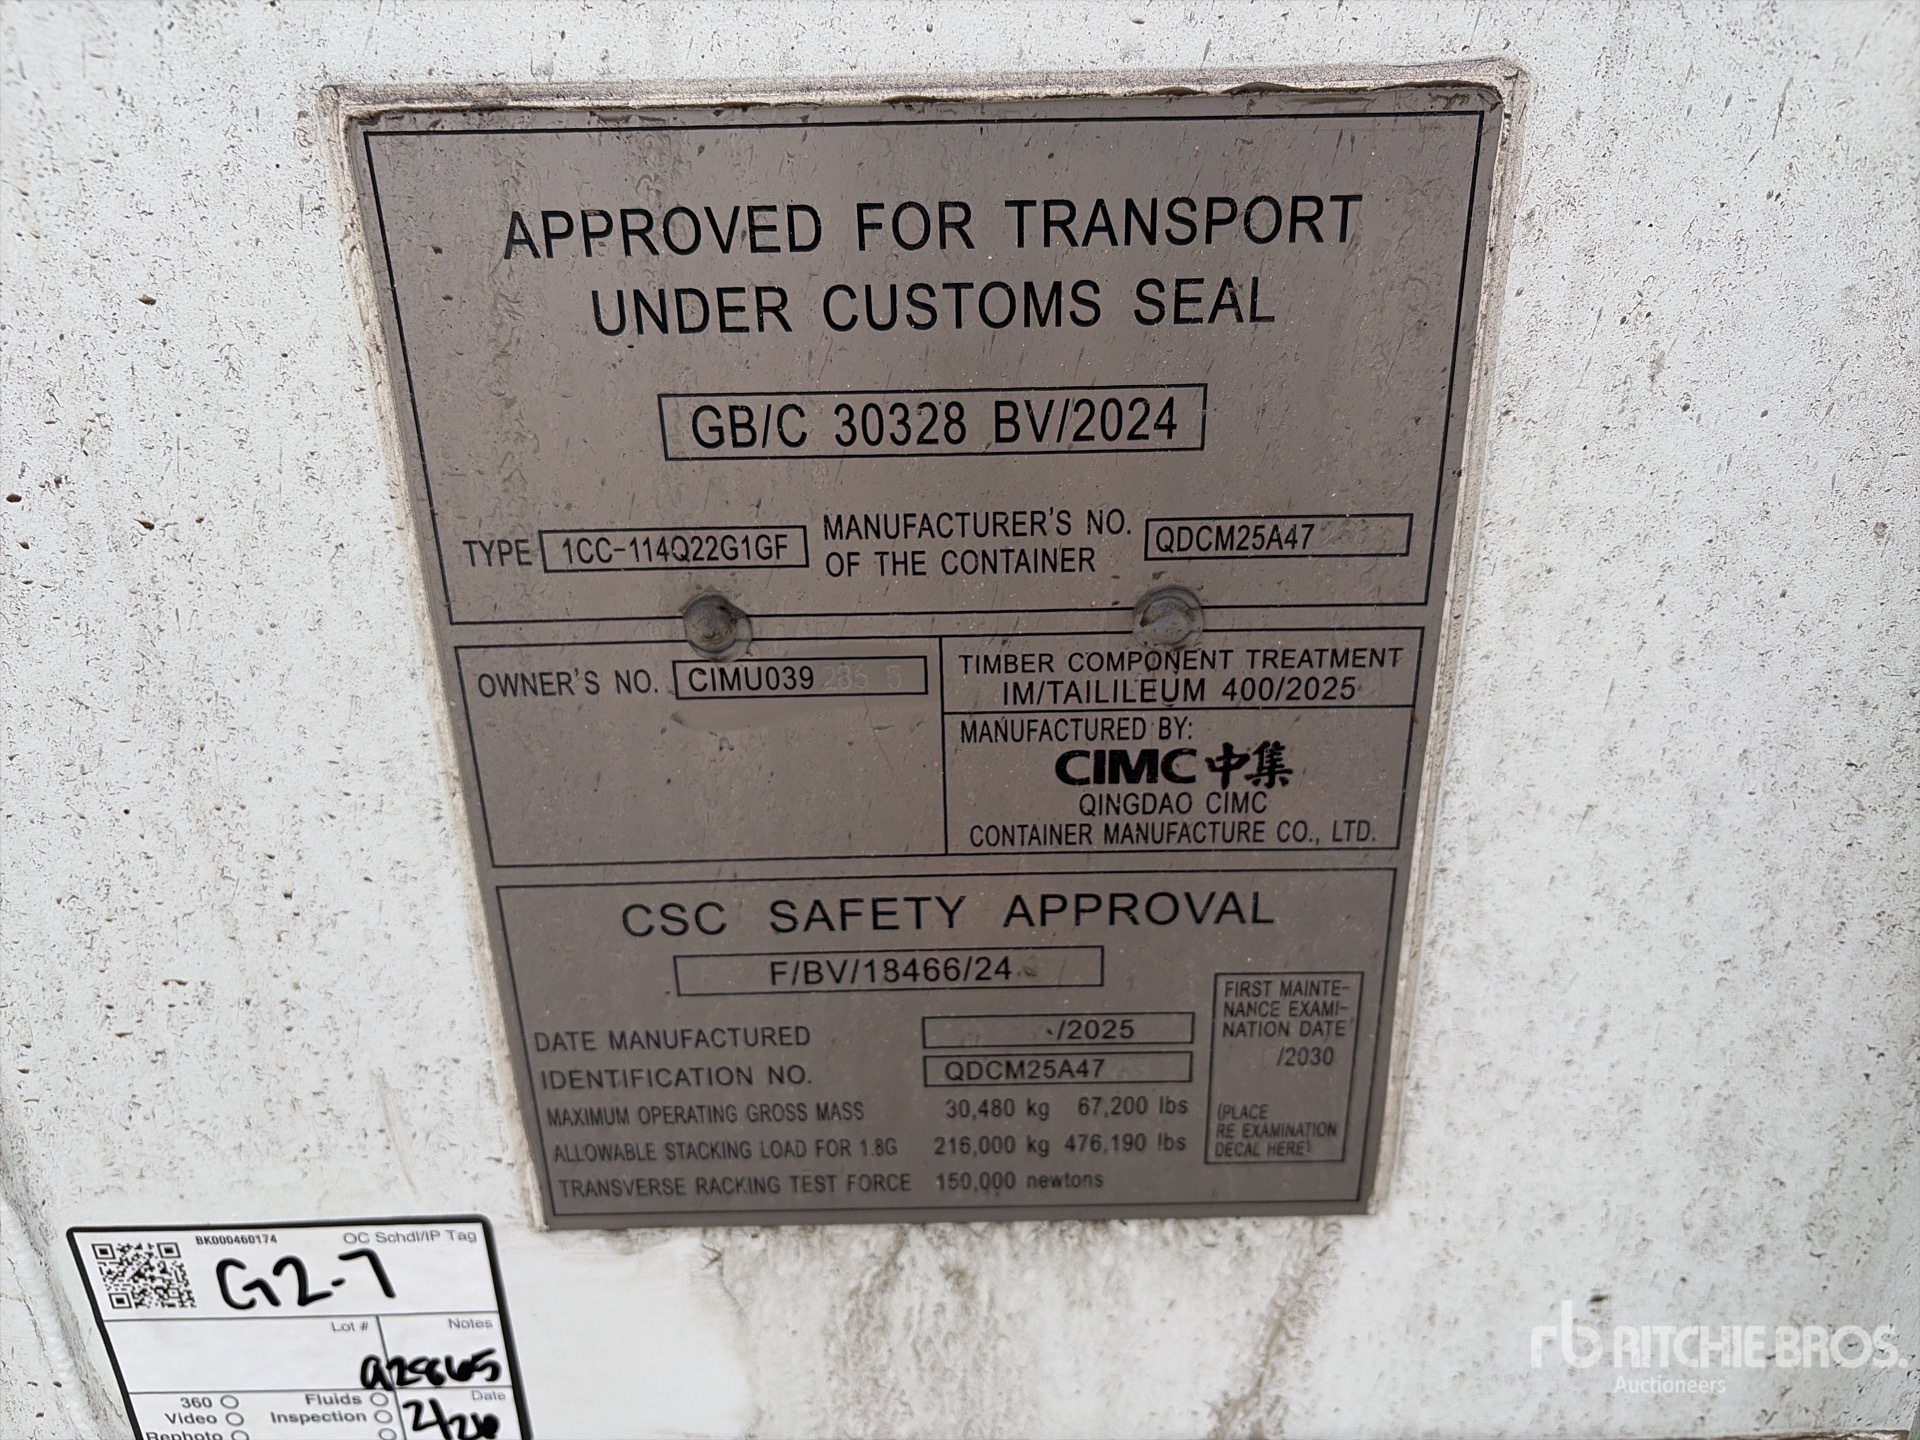 APPROVED FOR TRANSPORT
UNDER CUSTOMS SEAL
GB/C 30328 BV/2024
TYPE 1CC-114Q22G1GF MANUFACTURER'S NO. OF THE CONTAINER QDCM25A47
OWNER'S NO. CIMU039
TIMBER COMPONENT TREATMENT
IM/TAILILEUM 400/2025
MANUFACTURED BY:
CIMC 中集
QINGDAO CIMC
CONTAINER MANUFACTURE CO., LTD.
CSC SAFETY APPROVAL
F/BV/18466/24
DATE MANUFACTURED /2025
IDENTIFICATION NO. QDCM25A47
MAXIMUM OPERATING GROSS MASS 30,480 kg 67,200 lbs
ALLOWABLE STACKING LOAD FOR 1.8G 216,000 kg 476,190 lbs
TRANSVERSE RACKING TEST FORCE 150,000 newtons
FIRST MAINTE-
NANCE EXAMI-
NATION DATE
/2030
(PLACE
RE EXAMINATION
DECAL HERE)
BK000460174 OC Schdl/IP Tag
G2-7
Lot # Notes
360 Fluids Date
Video Inspection 2/26
Rephoto
rb RITCHIE BROS.
Auctioneers